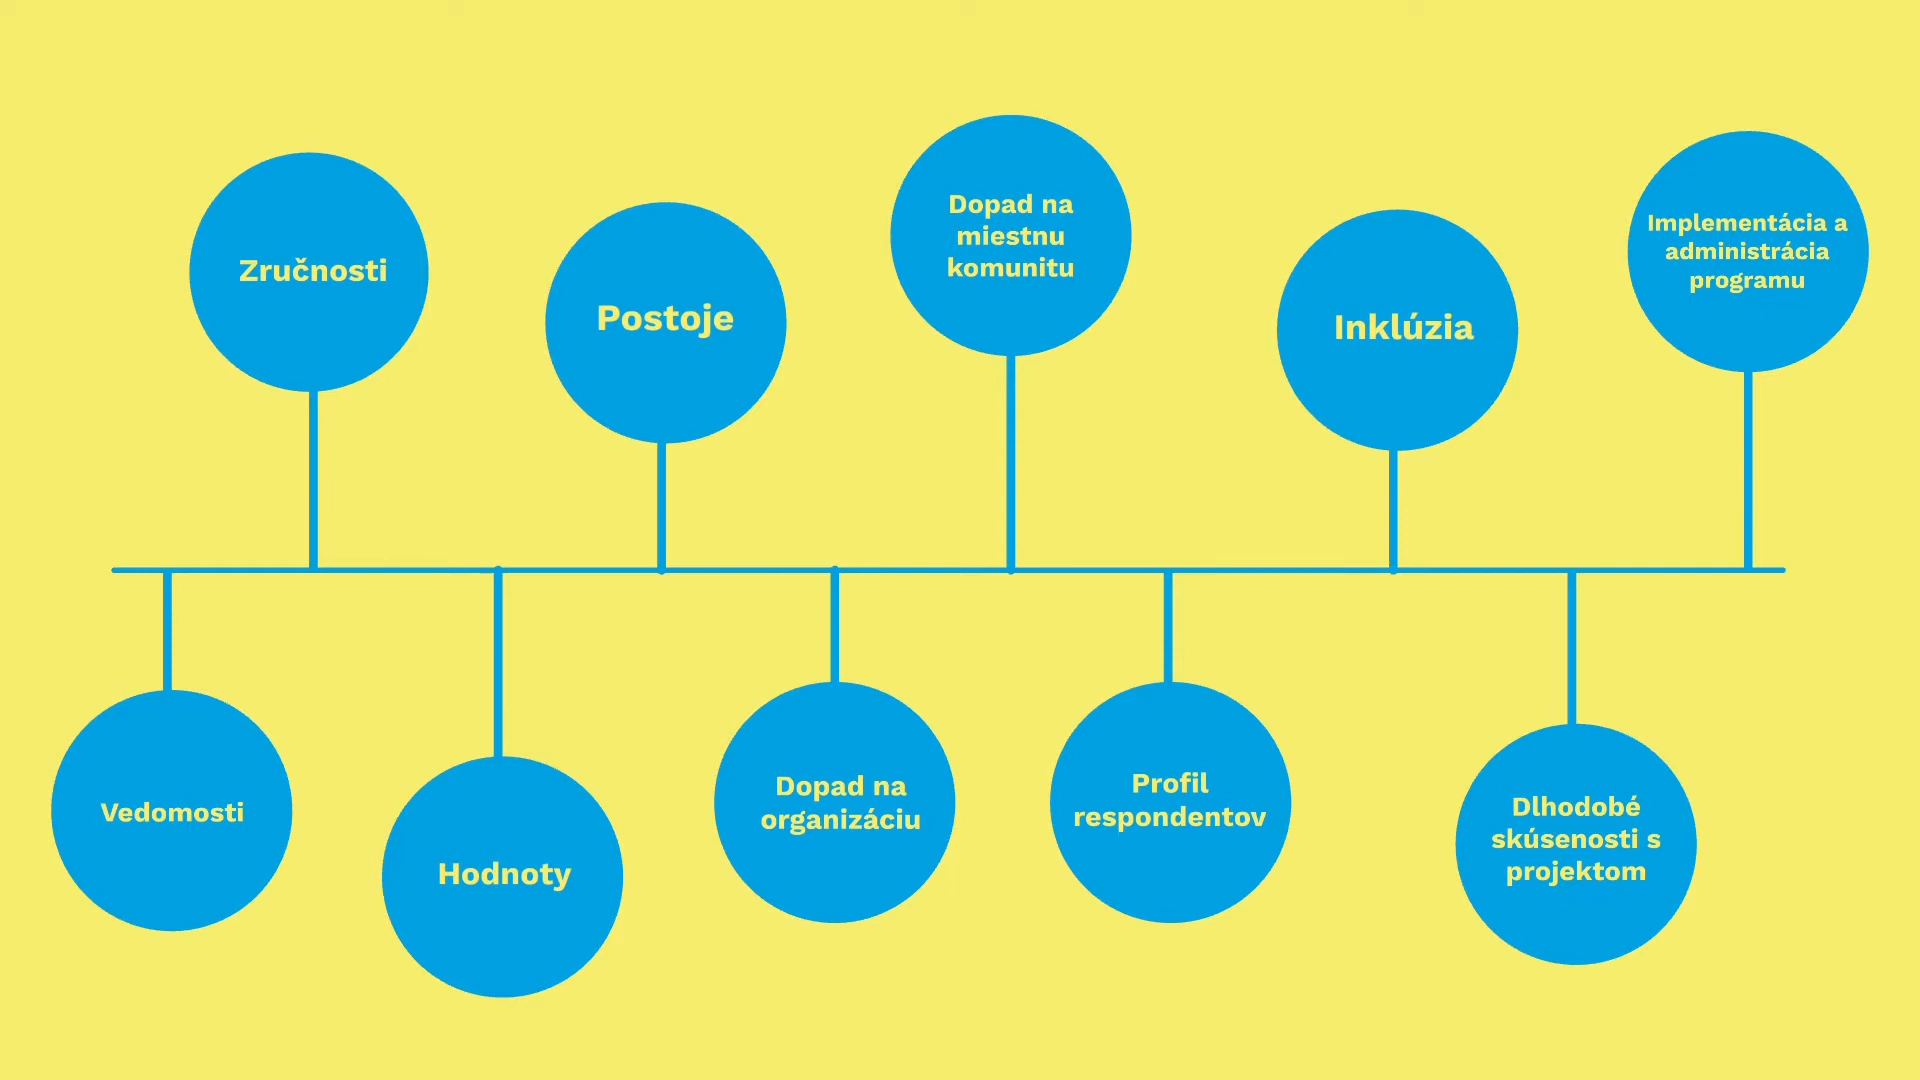 Zručnosti
Postoje
Dopad na
miestnu
komunitu
Inklúzia
Implementácia a
administrácia
programu
Vedomosti
Hodnoty
Dopad na
organizáciu
Profil
respondentov
Dlhodobé
skúsenosti s
projektom